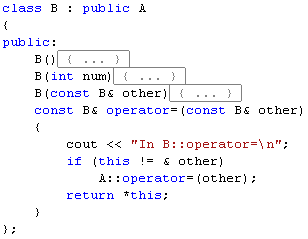 class B : public A
{
public:
    B(){ ... }
    B(int num){ ... }
    B(const B& other){ ... }
    const B& operator=(const B& other)
    {
        cout << "In B::operator=\n";
        if (this != & other)
            A::operator=(other);
        return *this;
    }
};